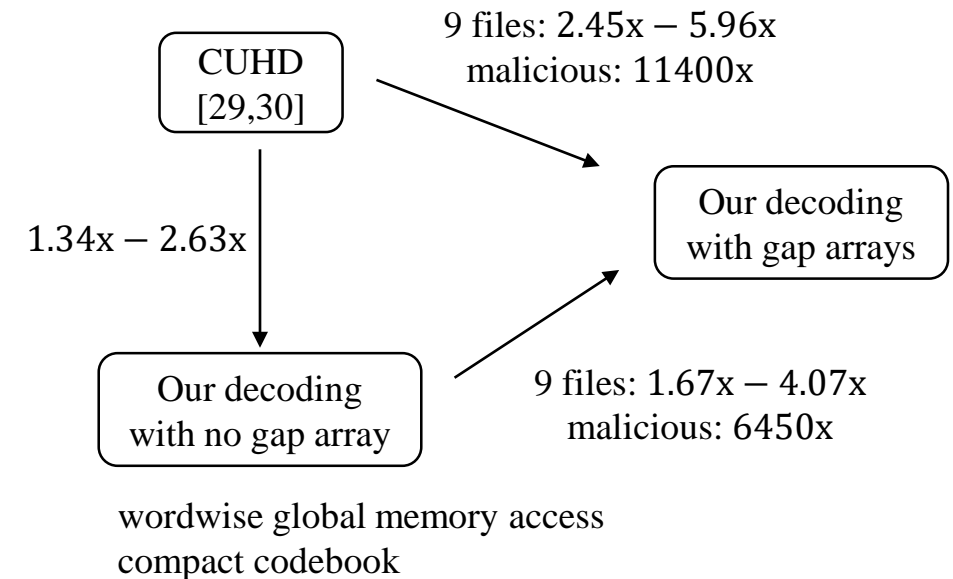 9 files: 2.45x − 5.96x
malicious: 11400x
CUHD
[29,30]
Our decoding
with gap arrays
1.34x − 2.63x
Our decoding
with no gap array
9 files: 1.67x − 4.07x
malicious: 6450x
wordwise global memory access
compact codebook